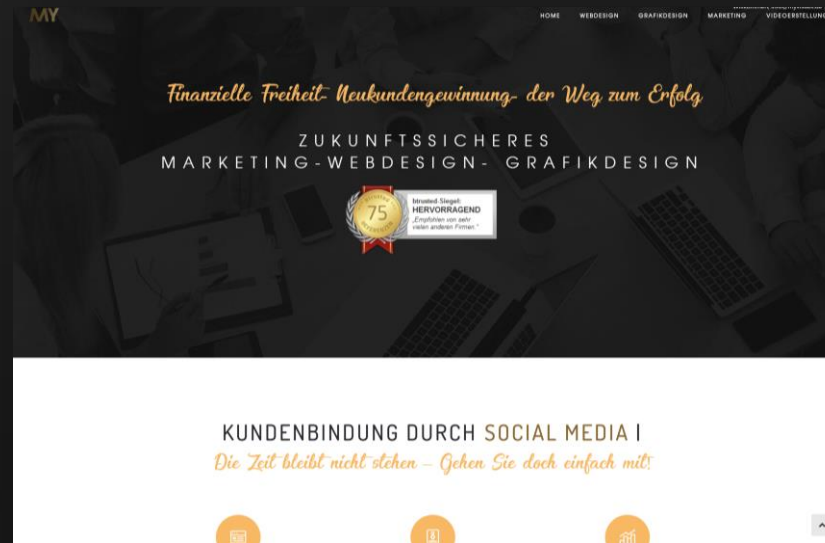 MY
HOME WEBDESIGN GRAFIKDESIGN MARKETING VIDEOERSTELLUNG
Finanzielle Freiheit- Neukundengewinnung- der Weg zum Erfolg
ZUKUNFTSSICHERES
MARKETING-WEBDESIGN- GRAFIKDESIGN
75
btrusted-Siegel:
HERVORRAGEND
„Empfohlen von sehr
vielen anderen Firmen."
KUNDENBINDUNG DURCH SOCIAL MEDIA |
Die Zeit bleibt nicht stehen – Gehen Sie doch einfach mit!